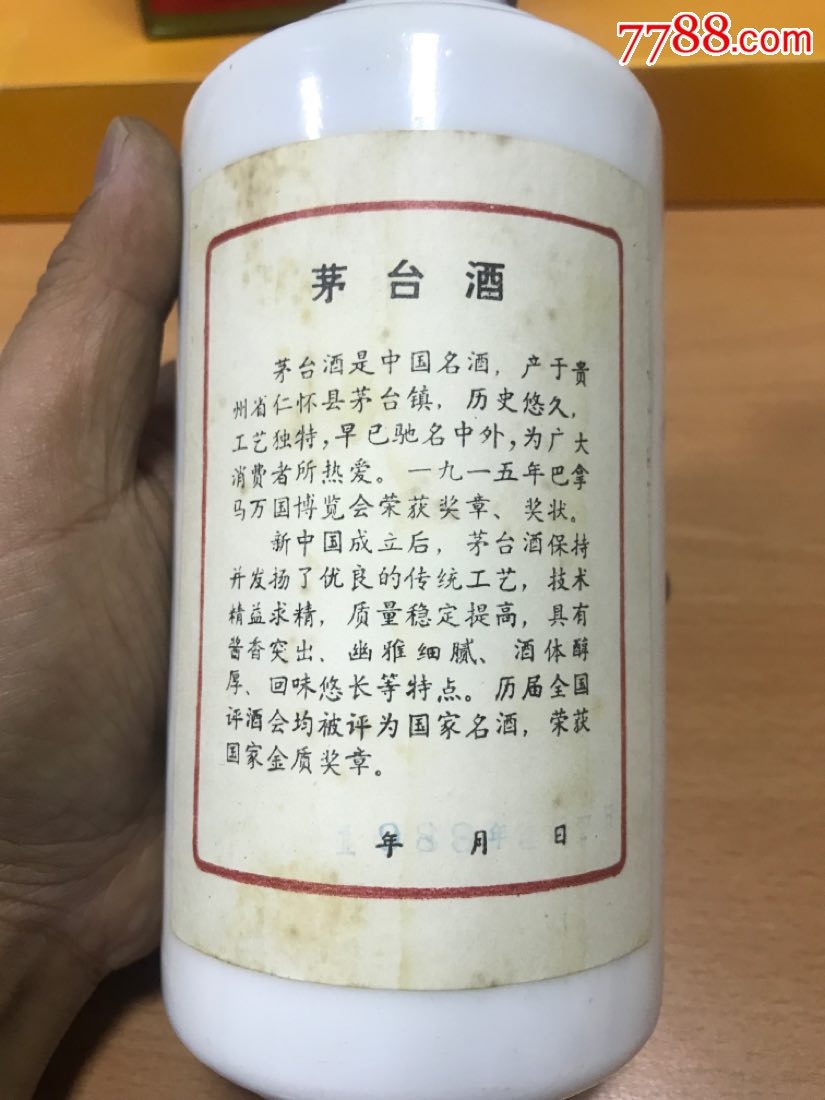 7788.com
茅台酒
茅台酒是中国名酒，产于贵
州省仁怀县茅台镇，历史悠久，
工艺独特，早已驰名中外，为广大
消费者所热爱。一九一五年巴拿
马万国博览会荣获奖章、奖状。
新中国成立后，茅台酒保持
并发扬了优良的传统工艺，技术
精益求精，质量稳定提高，具有
酱香突出、幽雅细腻、酒体醇
厚、回味悠长等特点。历届全国
评酒会均被评为国家名酒，荣获
国家金质奖章。
年 月 日